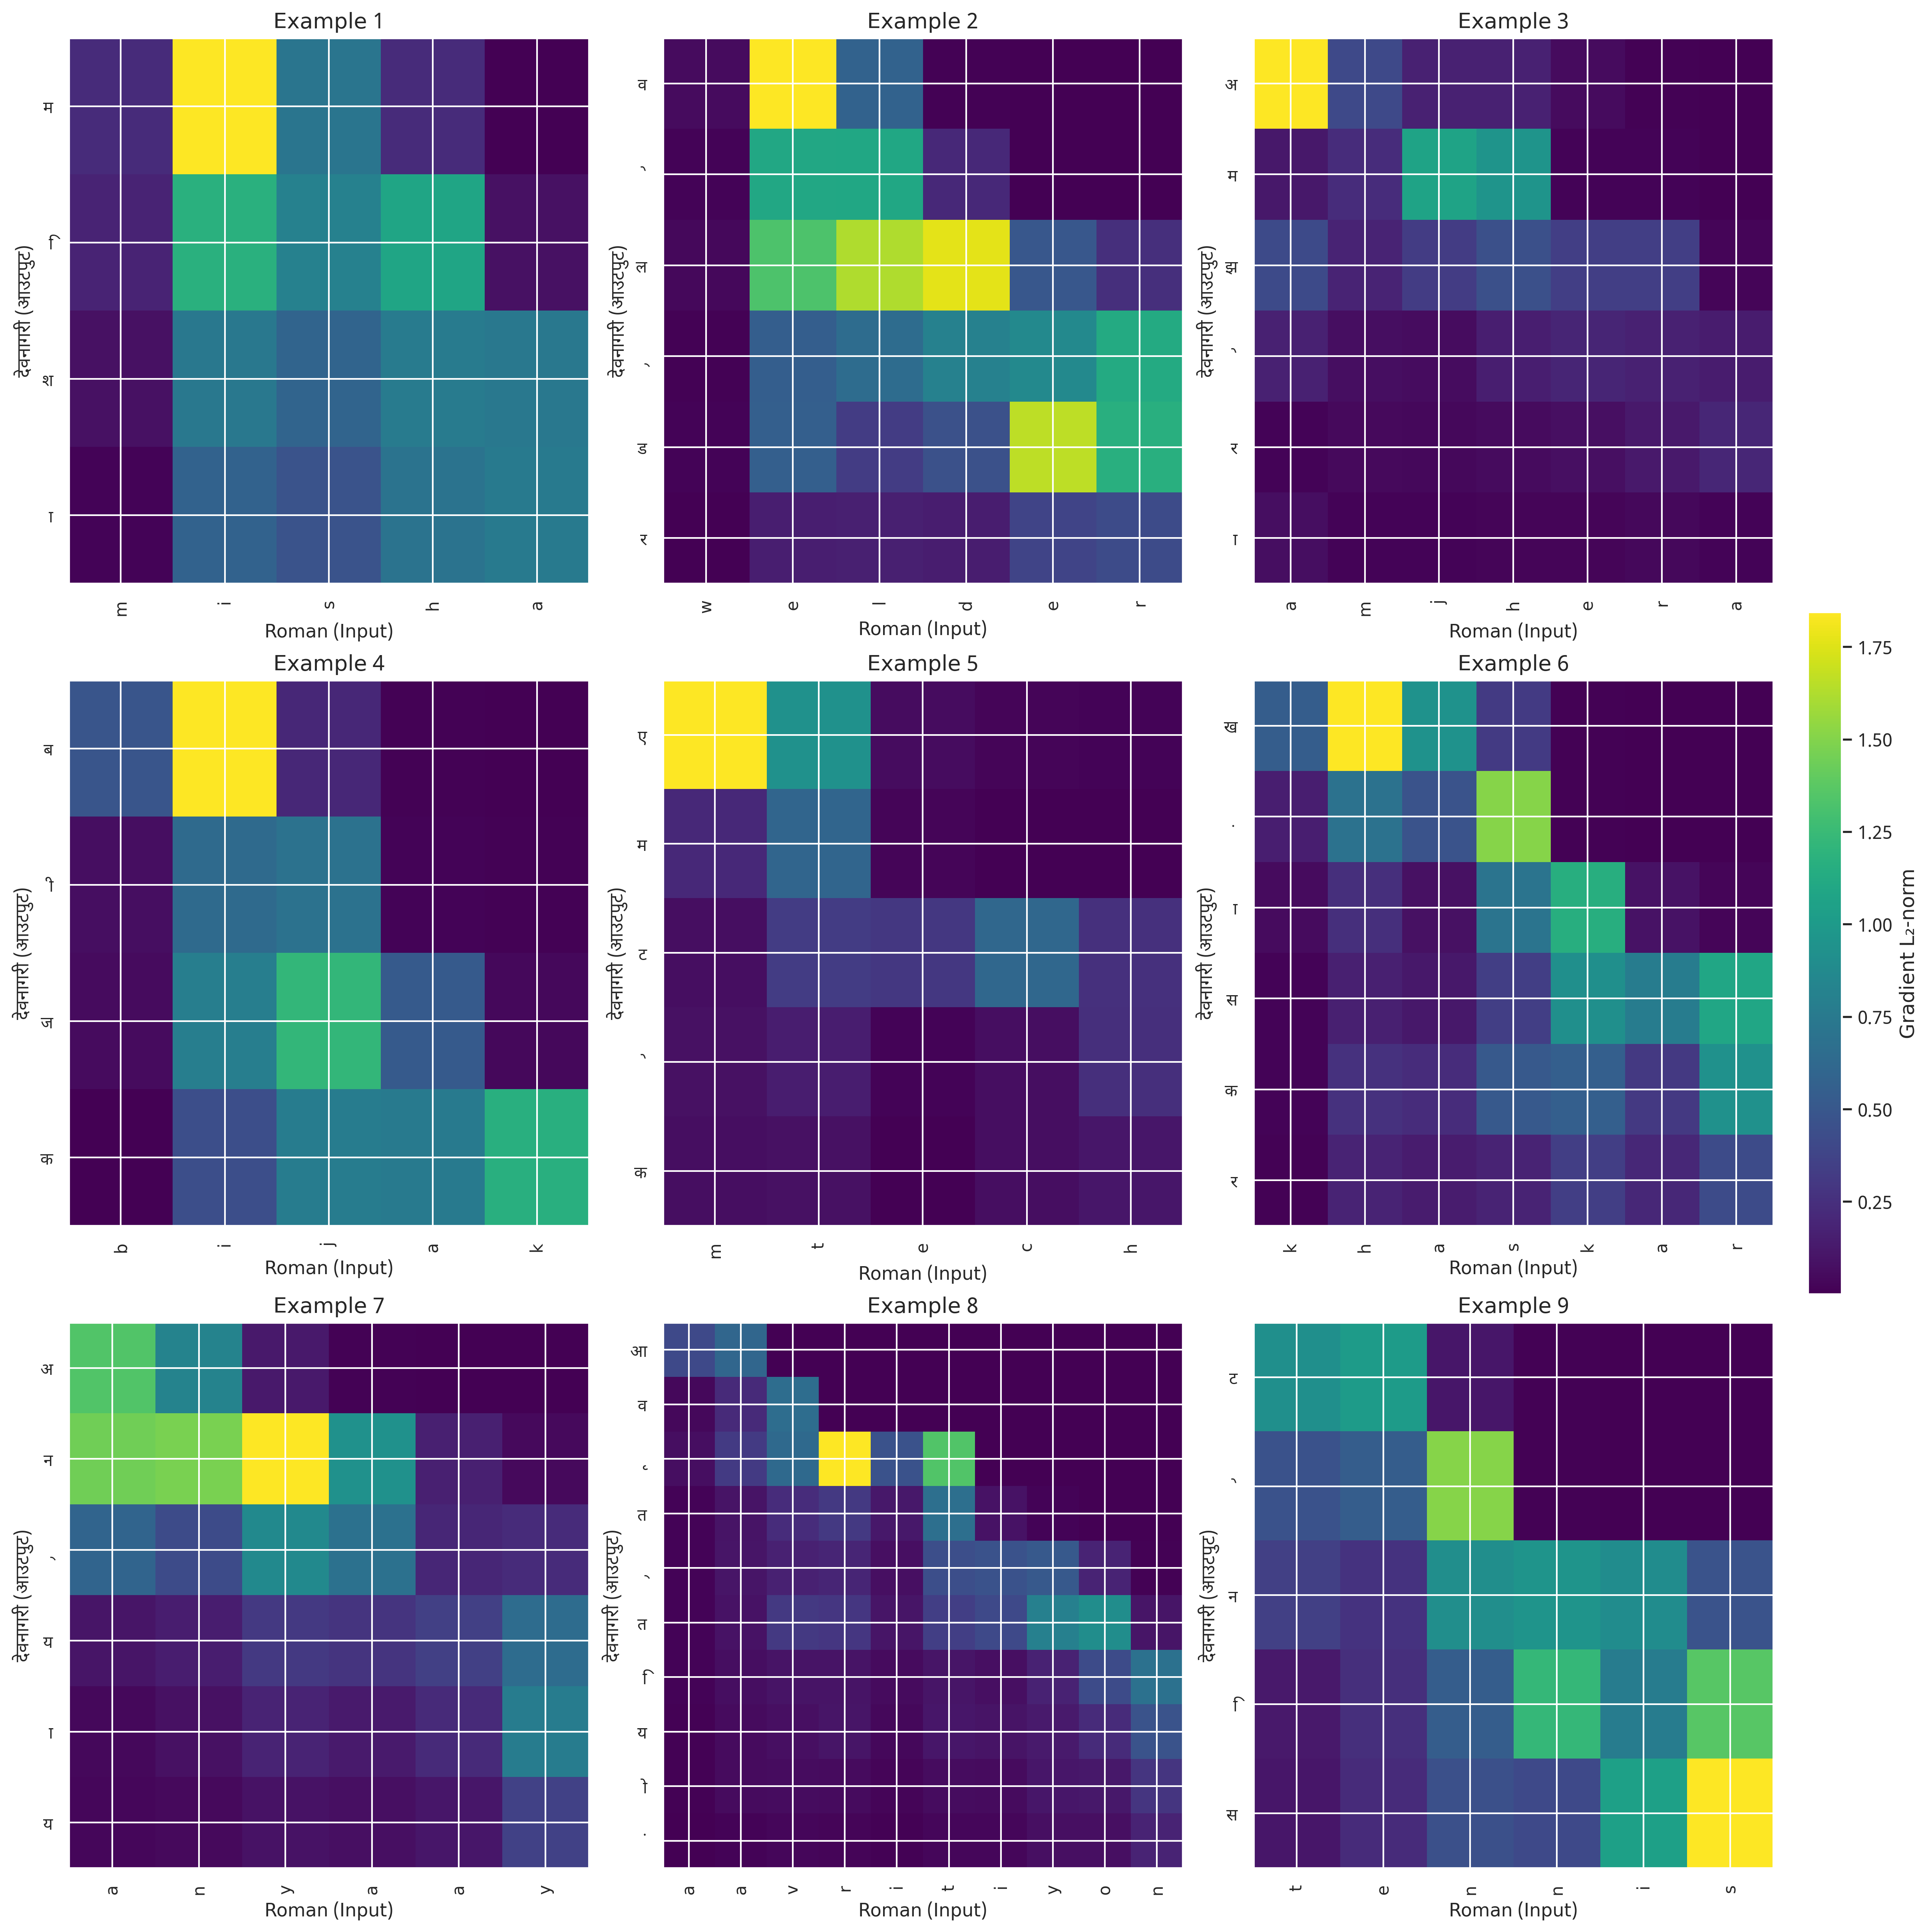 Example 1
देवनागरी (आउटपुट)
म
ि
श
ा
m i s h a
Roman (Input)
Example 2
देवनागरी (आउटपुट)
व
े
ल
्
ड
र
w e l d e r
Roman (Input)
Example 3
देवनागरी (आउटपुट)
अ
म
झ
े
र
ा
a m j h e r a
Roman (Input)
Example 4
देवनागरी (आउटपुट)
ब
ी
ज
क
b i j a k
Roman (Input)
Example 5
देवनागरी (आउटपुट)
ए
म
ट
े
क
m t e c h
Roman (Input)
Example 6
देवनागरी (आउटपुट)
ख
़
ा
स
क
र
k h a s k a r
Roman (Input)
1.75
1.50
1.25
1.00
0.75
0.50
0.25
Gradient L₂-norm
Example 7
देवनागरी (आउटपुट)
अ
न
्
य
ा
य
a n y a a y
Roman (Input)
Example 8
देवनागरी (आउटपुट)
आ
व
ृ
त
्
त
ि
य
ो
ं
a a v r i t i y o n
Roman (Input)
Example 9
देवनागरी (आउटपुट)
ट
े
न
ि
स
t e n n i s
Roman (Input)